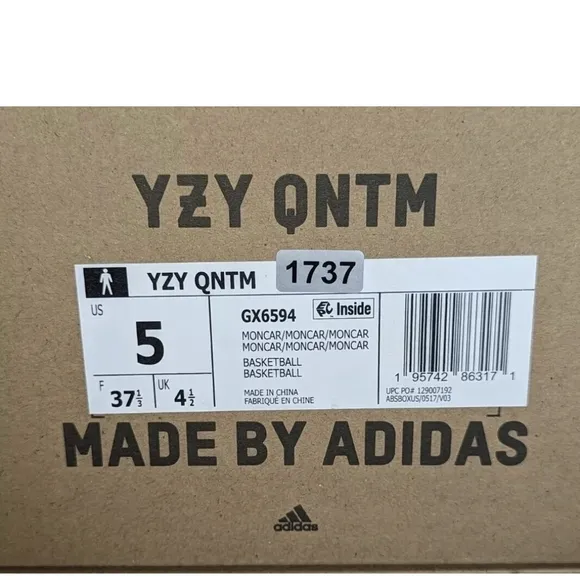 YZY QNTM
YZY QNTM
1737
US
5
F
37⅓
UK
4½
GX6594
Inside
MONCAR/MONCAR/MONCAR
MONCAR/MONCAR/MONCAR
BASKETBALL
BASKETBALL
MADE IN CHINA
FABRIQUÉ EN CHINE
1 95742 86317 1
UPC PO#: 129007192
ABSBOXUS/0517/V03
MADE BY ADIDAS
adidas